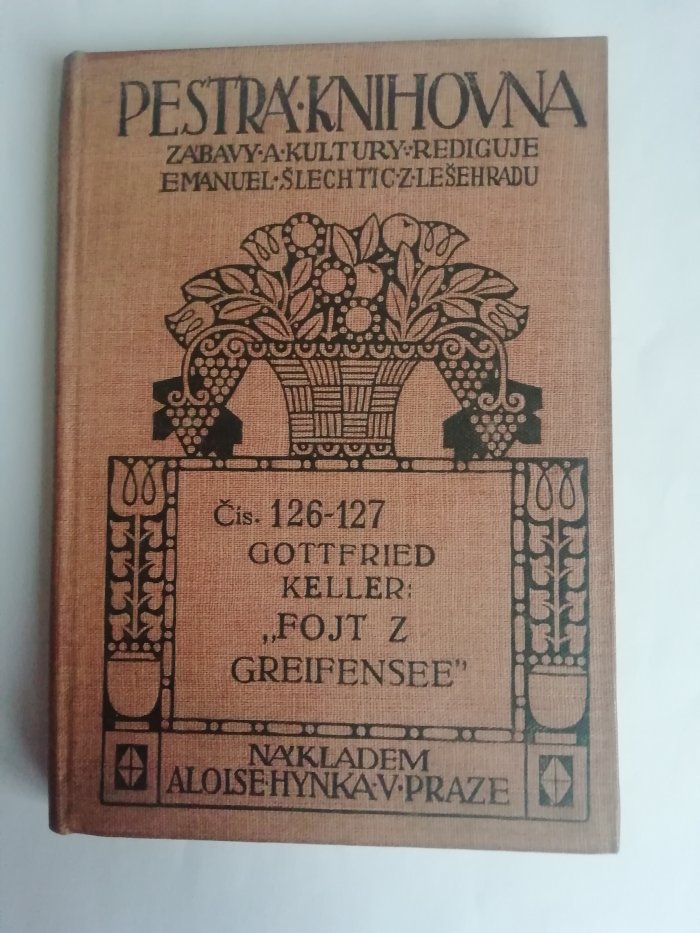 PESTRÁ·KNIHOVNA
ZÁBAVY·A·KULTURY·REDIGUJE
EMANUEL·ŠLECHTIC·Z·LEŠEHRADU
Čís. 126-127
GOTTFRIED
KELLER:
„FOJT Z
GREIFENSEE"
NÁKLADEM
ALOISE·HYNKA·V·PRAZE